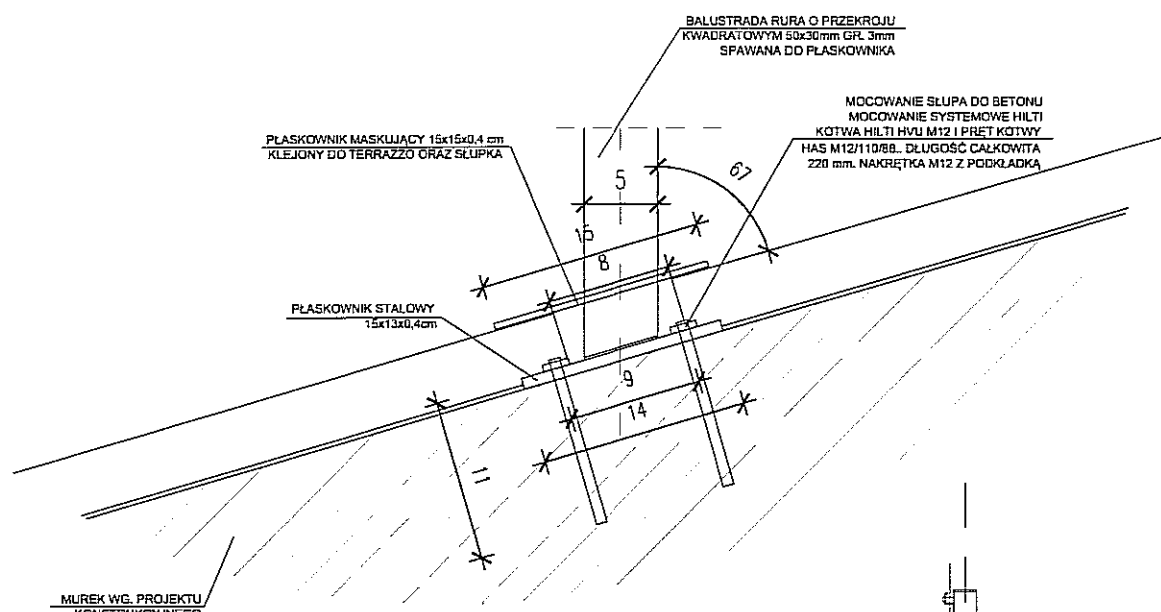 BALUSTRADA RURA O PRZEKROJU
KWADRATOWYM 50x30mm GR. 3mm
SPAWANA DO PŁASKOWNIKA
MOCOWANIE SŁUPA DO BETONU
MOCOWANIE SYSTEMOWE HILTI
KOTWA HILTI HVU M12 I PRĘT KOTWY
HAS M12/110/88.. DŁUGOŚĆ CAŁKOWITA
220 mm. NAKRĘTKA M12 Z PODKŁADKĄ
PŁASKOWNIK MASKUJĄCY 15x15x0,4 cm
KLEJONY DO TERRAZZO ORAZ SŁUPKA
67
5
15
8
PŁASKOWNIK STALOWY
15x13x0,4cm
9
14
11
MUREK WG. PROJEKTU
KONSTRUKCYJNEGO